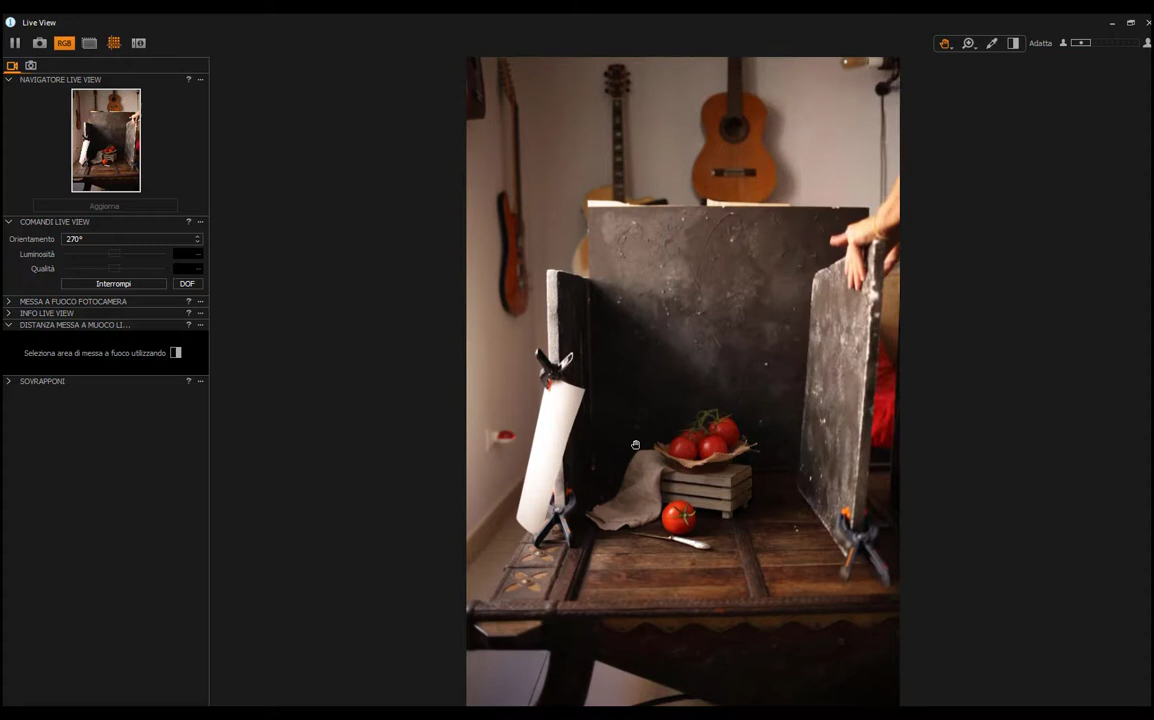 Live View
RGB
Adatta
NAVIGATORE LIVE VIEW ? ...
Aggiorna
COMANDI LIVE VIEW ? ...
Orientamento 270°
Luminosità --
Qualità --
Interrompi DOF
MESSA A FUOCO FOTOCAMERA ? ...
INFO LIVE VIEW ? ...
DISTANZA MESSA A MUOCO LI... ? ...
Seleziona area di messa a fuoco utilizzando
SOVRAPPONI ? ...